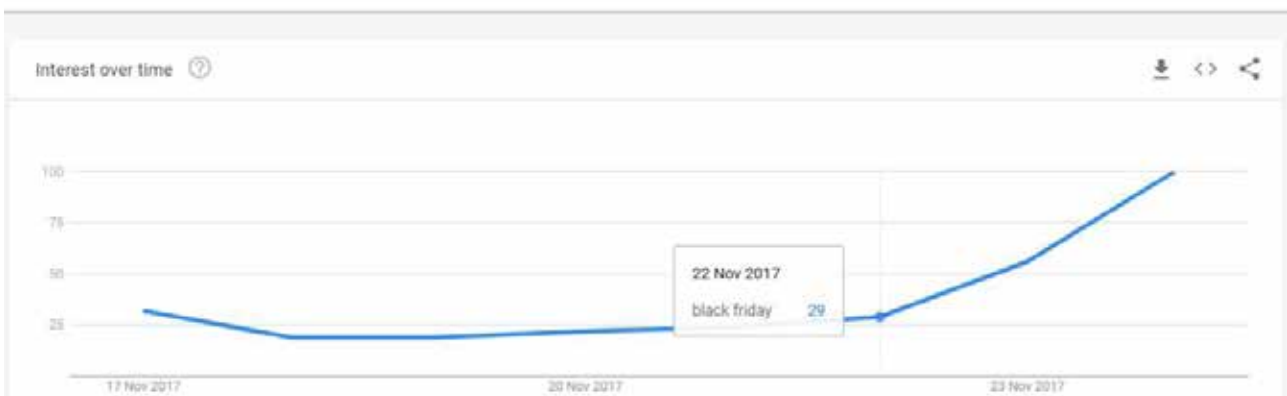 Interest over time
100
75
50
25
22 Nov 2017
black friday 29
17 Nov 2017
20 Nov 2017
23 Nov 2017